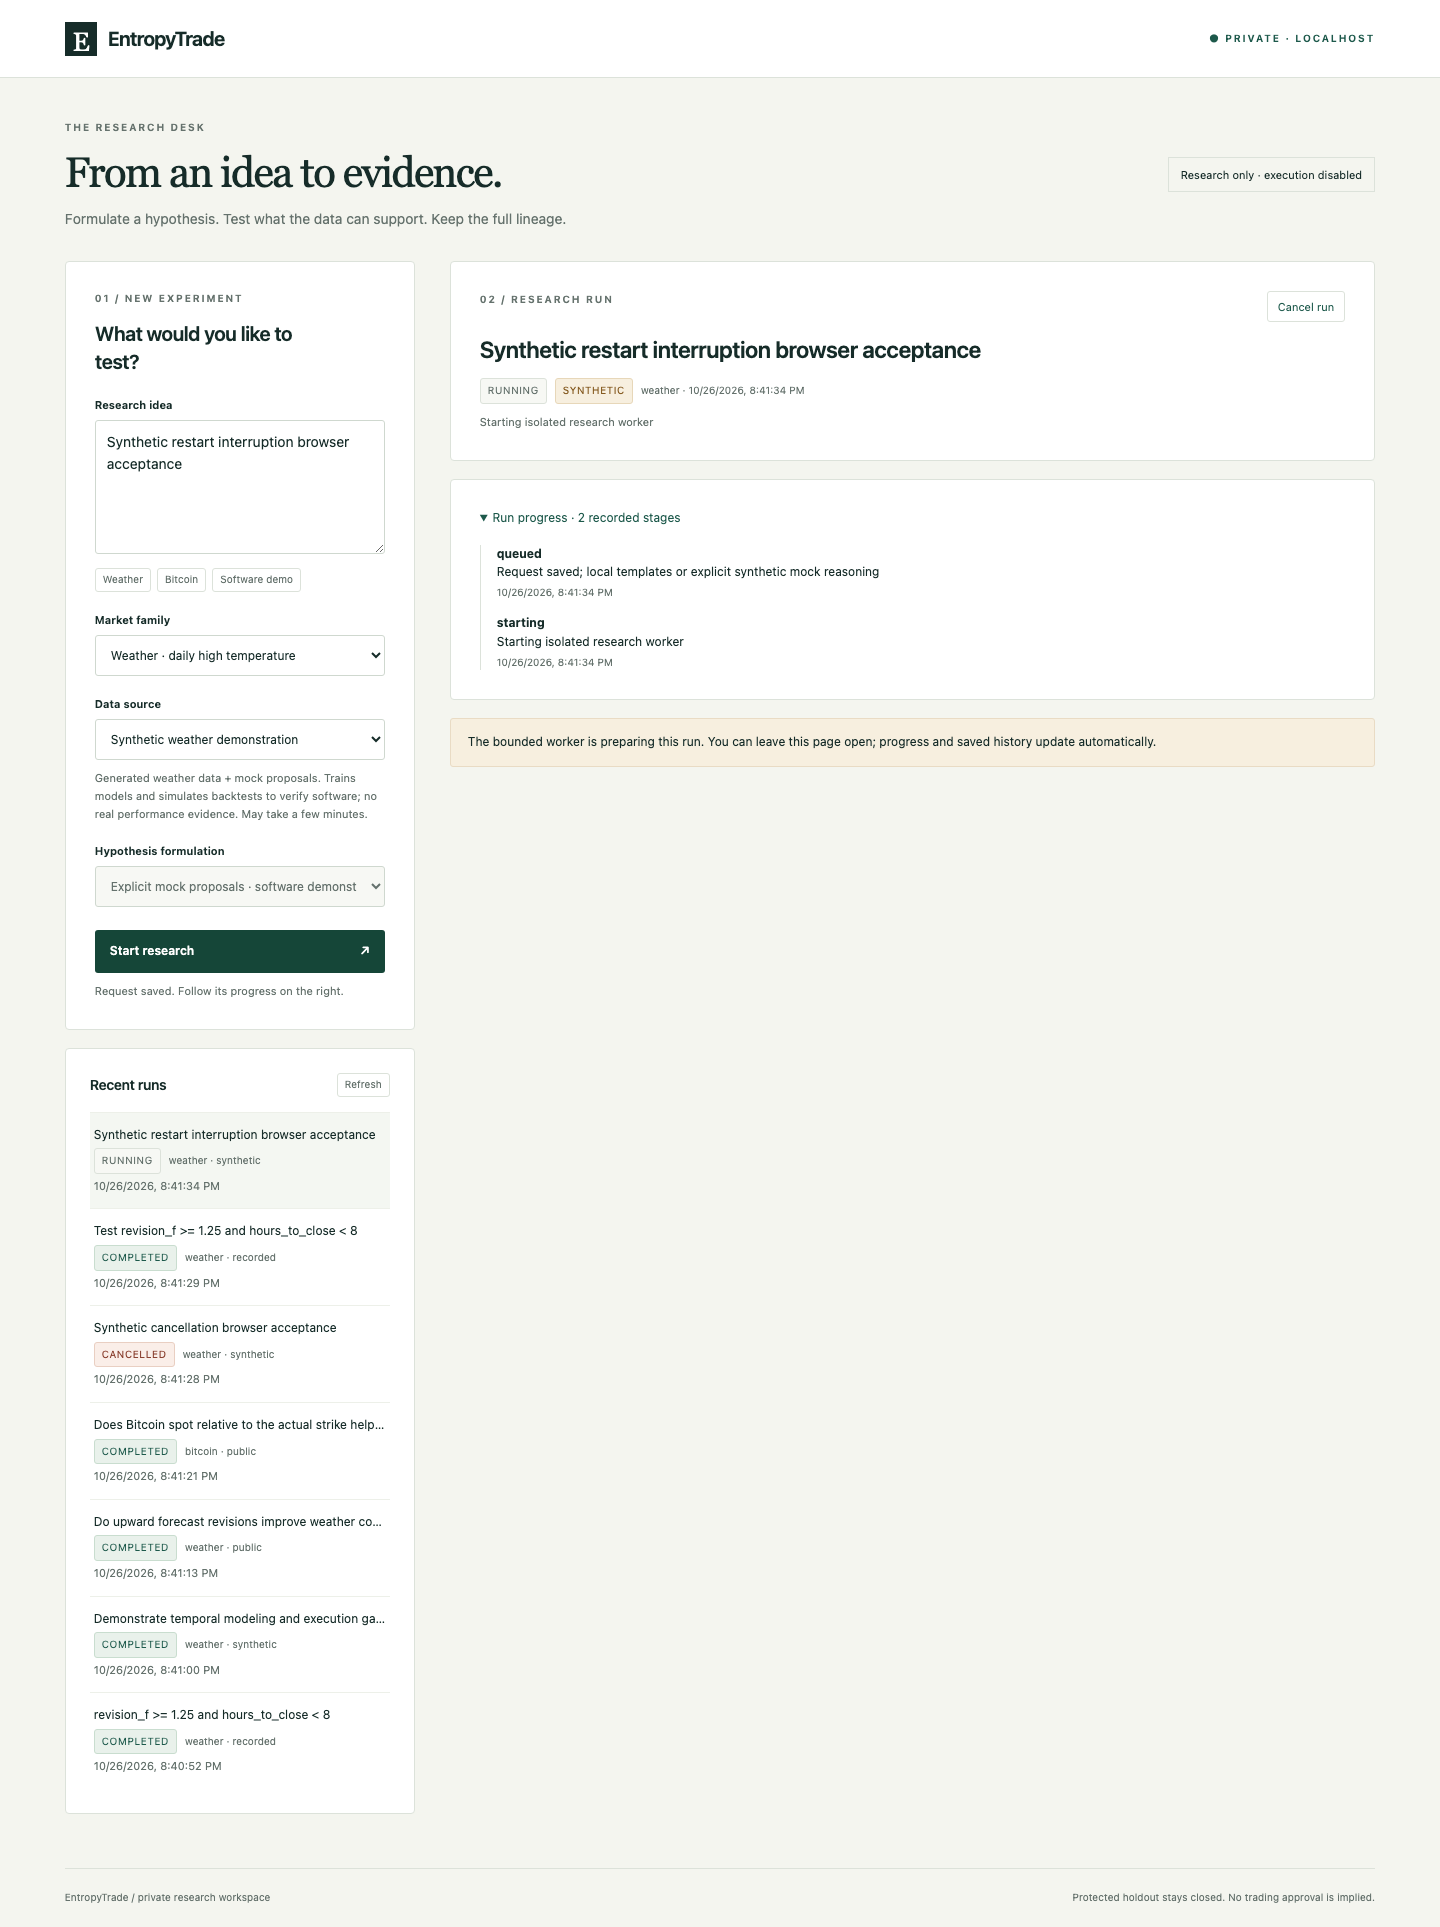 E EntropyTrade
PRIVATE · LOCALHOST
THE RESEARCH DESK
From an idea to evidence.
Research only · execution disabled
Formulate a hypothesis. Test what the data can support. Keep the full lineage.
01 / NEW EXPERIMENT
What would you like to
test?
Research idea
Synthetic restart interruption browser
acceptance
Weather
Bitcoin
Software demo
Market family
Weather · daily high temperature
Data source
Synthetic weather demonstration
Generated weather data + mock proposals. Trains
models and simulates backtests to verify software; no
real performance evidence. May take a few minutes.
Hypothesis formulation
Explicit mock proposals · software demonst
Start research ↗
Request saved. Follow its progress on the right.
Recent runs
Refresh
Synthetic restart interruption browser acceptance
RUNNING weather · synthetic
10/26/2026, 8:41:34 PM
Test revision_f >= 1.25 and hours_to_close < 8
COMPLETED weather · recorded
10/26/2026, 8:41:29 PM
Synthetic cancellation browser acceptance
CANCELLED weather · synthetic
10/26/2026, 8:41:28 PM
Does Bitcoin spot relative to the actual strike help...
COMPLETED bitcoin · public
10/26/2026, 8:41:21 PM
Do upward forecast revisions improve weather co...
COMPLETED weather · public
10/26/2026, 8:41:13 PM
Demonstrate temporal modeling and execution ga...
COMPLETED weather · synthetic
10/26/2026, 8:41:00 PM
revision_f >= 1.25 and hours_to_close < 8
COMPLETED weather · recorded
10/26/2026, 8:40:52 PM
02 / RESEARCH RUN
Cancel run
Synthetic restart interruption browser acceptance
RUNNING SYNTHETIC weather · 10/26/2026, 8:41:34 PM
Starting isolated research worker
▼ Run progress · 2 recorded stages
queued
Request saved; local templates or explicit synthetic mock reasoning
10/26/2026, 8:41:34 PM
starting
Starting isolated research worker
10/26/2026, 8:41:34 PM
The bounded worker is preparing this run. You can leave this page open; progress and saved history update automatically.
EntropyTrade / private research workspace
Protected holdout stays closed. No trading approval is implied.